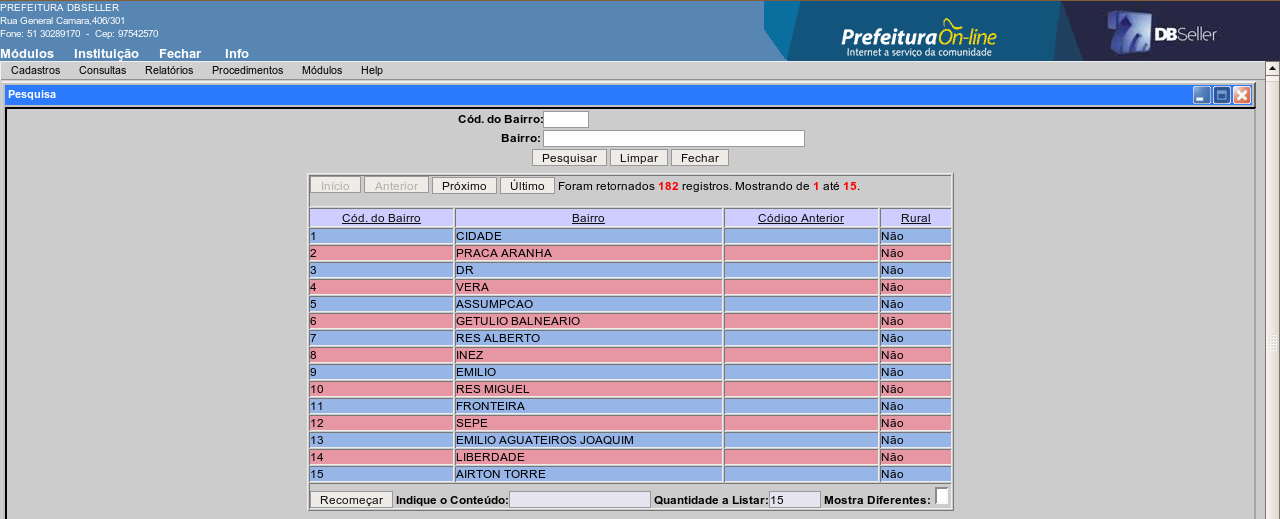 PREFEITURA DBSELLER
Rua General Camara,406/301
Fone: 51 30289170 - Cep: 97542570
Módulos Instituição Fechar Info
PrefeituraOn-line
Internet a serviço da comunidade
DBSeller
Cadastros Consultas Relatórios Procedimentos Módulos Help
Pesquisa
Cód. do Bairro:
Bairro:
Pesquisar Limpar Fechar
Início Anterior Próximo Último Foram retornados 182 registros. Mostrando de 1 até 15.
Cód. do Bairro Bairro Código Anterior Rural
1 CIDADE Não
2 PRACA ARANHA Não
3 DR Não
4 VERA Não
5 ASSUMPCAO Não
6 GETULIO BALNEARIO Não
7 RES ALBERTO Não
8 INEZ Não
9 EMILIO Não
10 RES MIGUEL Não
11 FRONTEIRA Não
12 SEPE Não
13 EMILIO AGUATEIROS JOAQUIM Não
14 LIBERDADE Não
15 AIRTON TORRE Não
Recomeçar Indique o Conteúdo: Quantidade a Listar: 15 Mostra Diferentes: